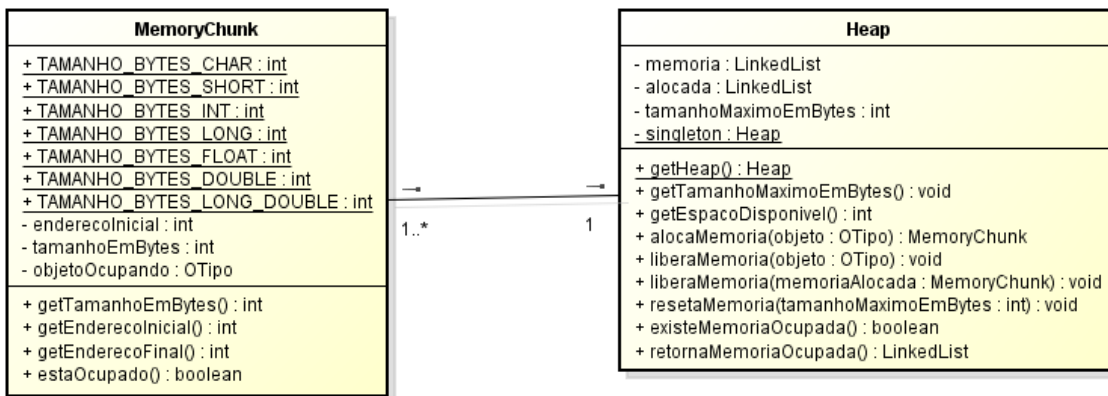 MemoryChunk
+ TAMANHO_BYTES_CHAR : int
+ TAMANHO_BYTES_SHORT : int
+ TAMANHO_BYTES_INT : int
+ TAMANHO_BYTES_LONG : int
+ TAMANHO_BYTES_FLOAT : int
+ TAMANHO_BYTES_DOUBLE : int
+ TAMANHO_BYTES_LONG_DOUBLE : int
- enderecoInicial : int
- tamanhoEmBytes : int
- objetoOcupando : OTipo
+ getTamanhoEmBytes() : int
+ getEnderecoInicial() : int
+ getEnderecoFinal() : int
+ estaOcupado() : boolean
1..*
1
Heap
- memoria : LinkedList
- alocada : LinkedList
- tamanhoMaximoEmBytes : int
- singleton : Heap
+ getHeap() : Heap
+ getTamanhoMaximoEmBytes() : void
+ getEspacoDisponivel() : int
+ alocaMemoria(objeto : OTipo) : MemoryChunk
+ liberaMemoria(objeto : OTipo) : void
+ liberaMemoria(memoriaAlocada : MemoryChunk) : void
+ resetaMemoria(tamanhoMaximoEmBytes : int) : void
+ existeMemoriaOcupada() : boolean
+ retornaMemoriaOcupada() : LinkedList